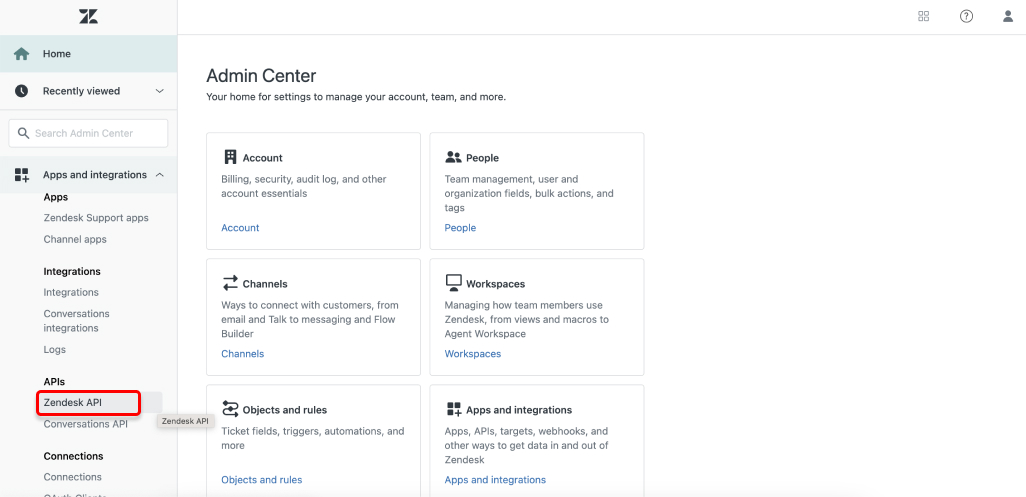 Home
Recently viewed
Search Admin Center
Apps and integrations
Apps
Zendesk Support apps
Channel apps
Integrations
Integrations
Conversations
integrations
Logs
APIs
Zendesk API
Zendesk API
Conversations API
Connections
Connections
OAuth Clients
Admin Center
Your home for settings to manage your account, team, and more.
Account
Billing, security, audit log, and other
account essentials
Account
People
Team management, user and
organization fields, bulk actions, and
tags
People
Channels
Ways to connect with customers, from
email and Talk to messaging and Flow
Builder
Channels
Workspaces
Managing how team members use
Zendesk, from views and macros to
Agent Workspace
Workspaces
Objects and rules
Ticket fields, triggers, automations, and
more
Objects and rules
Apps and integrations
Apps, APIs, targets, webhooks, and
other ways to get data in and out of
Zendesk
Apps and integrations